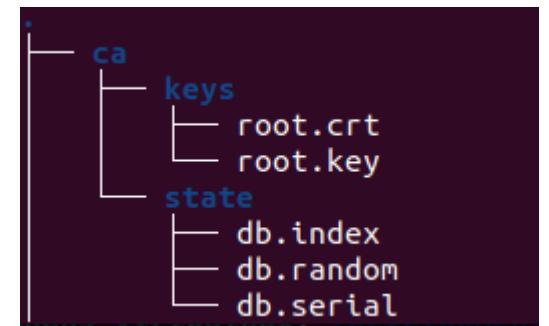 .
ca
keys
root.crt
root.key
state
db.index
db.random
db.serial